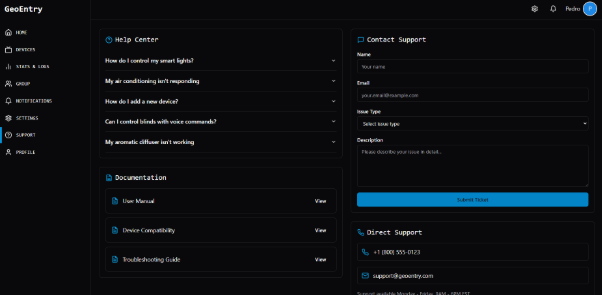 GeoEntry
Pedro
P
HOME
DEVICES
STATS & LOGS
GROUP
NOTIFICATIONS
SETTINGS
SUPPORT
PROFILE
Help Center
How do I control my smart lights?
My air conditioning isn't responding
How do I add a new device?
Can I control blinds with voice commands?
My aromatic diffuser isn't working
Documentation
User Manual View
Device Compatibility View
Troubleshooting Guide View
Contact Support
Name
Your name
Email
your.email@example.com
Issue Type
Select issue type
Description
Please describe your issue in detail...
Submit Ticket
Direct Support
+1 (800) 555-0123
support@geoentry.com
Support available Monday - Friday, 9AM - 5PM EST